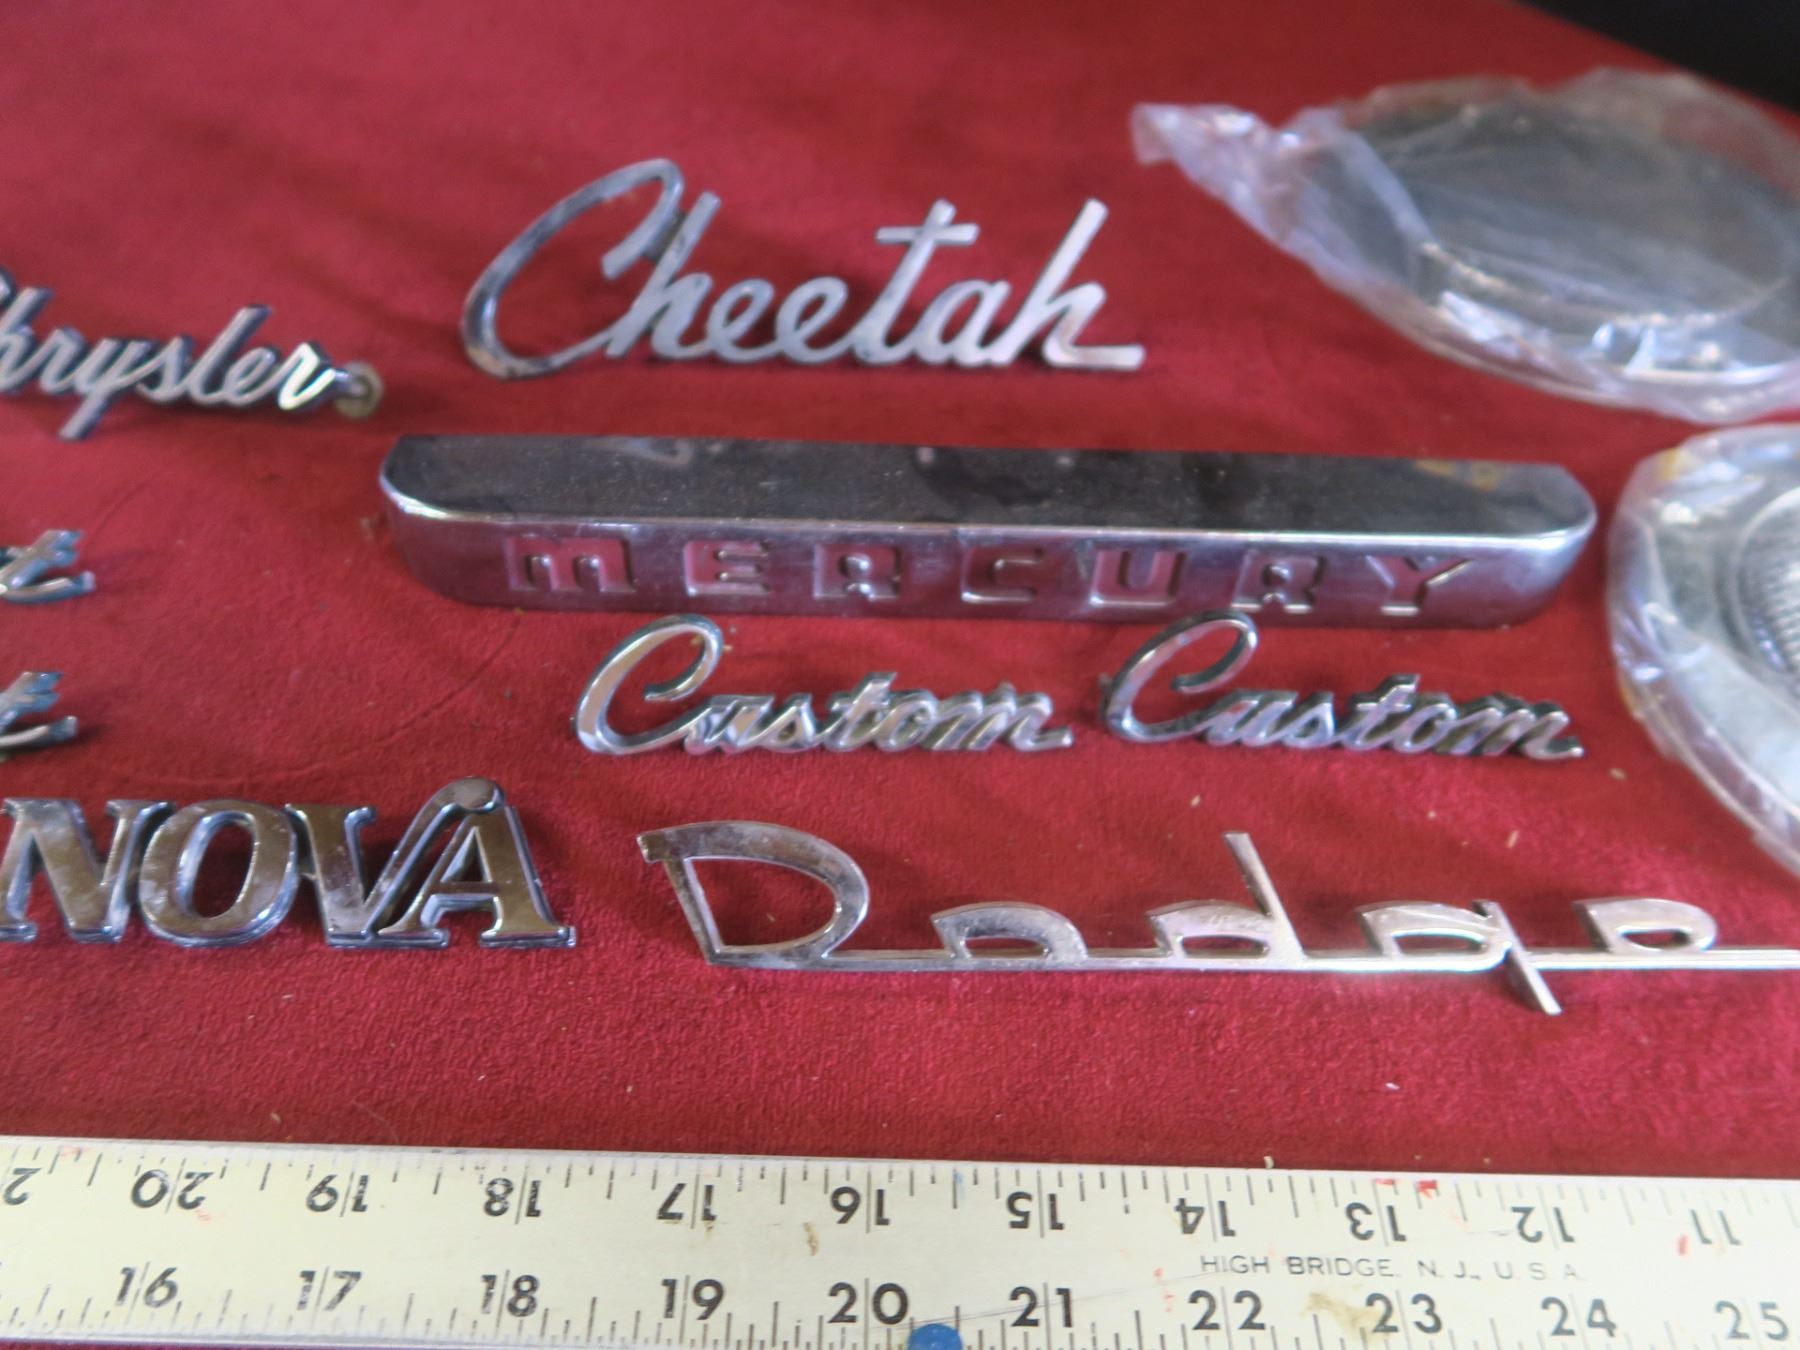 Cheetah
Chrysler
MERCURY
Custom Custom
NOVA
Dodge
20 19 18 17 16 15 14 13 12 11
HIGH BRIDGE, N.J., U.S.A.
16 17 18 19 20 21 22 23 24 25